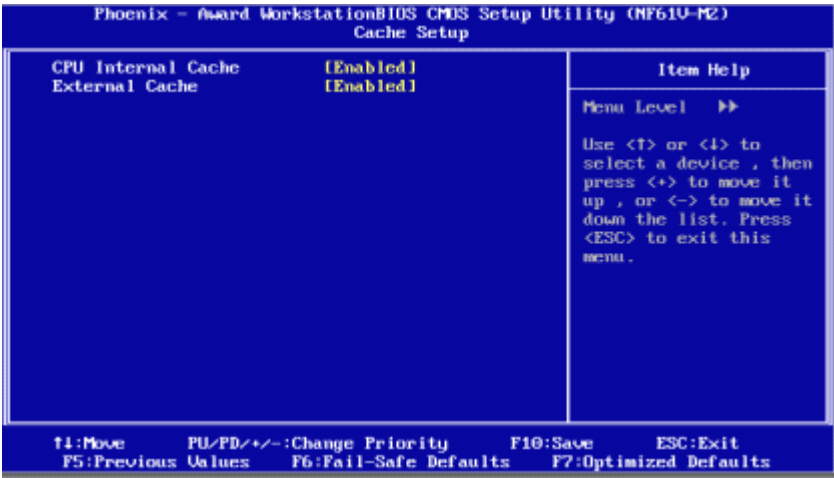 Phoenix - Award WorkstationBIOS CMOS Setup Utility (NF61V-M2)
Cache Setup
CPU Internal Cache [Enabled]
External Cache [Enabled]
Item Help
Menu Level ▸▸
Use <↑> or <↓> to
select a device , then
press <+> to move it
up , or <-> to move it
down the list. Press
<ESC> to exit this
menu.
↑↓:Move PU/PD/+/-:Change Priority F10:Save ESC:Exit
F5:Previous Values F6:Fail-Safe Defaults F7:Optimized Defaults